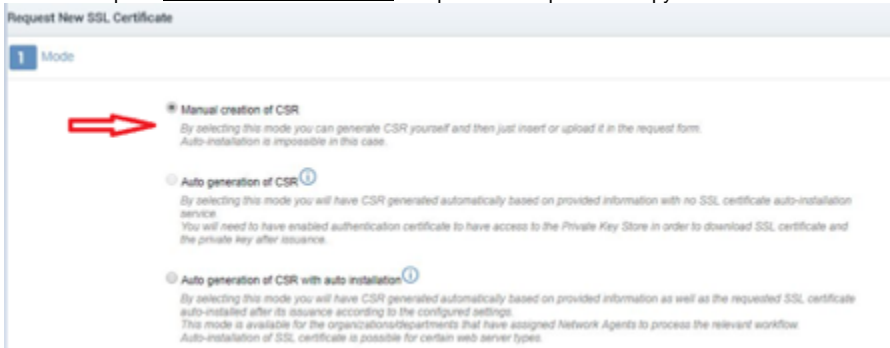 Request New SSL Certificate
1 Mode
Manual creation of CSR
By selecting this mode you can generate CSR yourself and then just insert or upload it in the request form.
Auto-installation is impossible in this case.
Auto generation of CSR
By selecting this mode you will have CSR generated automatically based on provided information with no SSL certificate auto-installation
service.
You will need to have enabled authentication certificate to have access to the Private Key Store in order to download SSL certificate and
the private key after issuance.
Auto generation of CSR with auto installation
By selecting this mode you will have CSR generated automatically based on provided information as well as the requested SSL certificate
auto-installed after its issuance according to the configured settings.
This mode is available for the organizations/departments that have assigned Network Agents to process the relevant workflow.
Auto-installation of SSL certificate is possible for certain web server types.